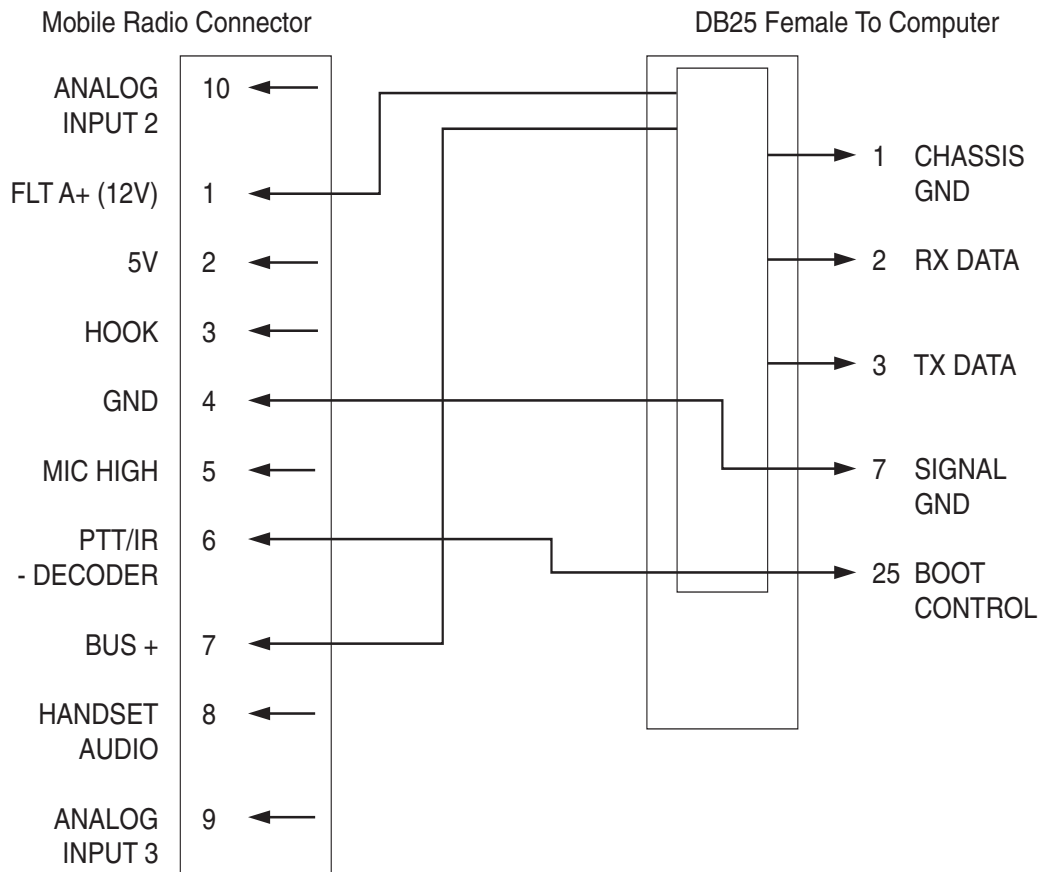 Mobile Radio Connector
DB25 Female To Computer
ANALOG
INPUT 2
10
FLT A+ (12V)
1
5V
2
HOOK
3
GND
4
MIC HIGH
5
PTT/IR
- DECODER
6
BUS +
7
HANDSET
AUDIO
8
ANALOG
INPUT 3
9
1 CHASSIS
GND
2 RX DATA
3 TX DATA
7 SIGNAL
GND
25 BOOT
CONTROL